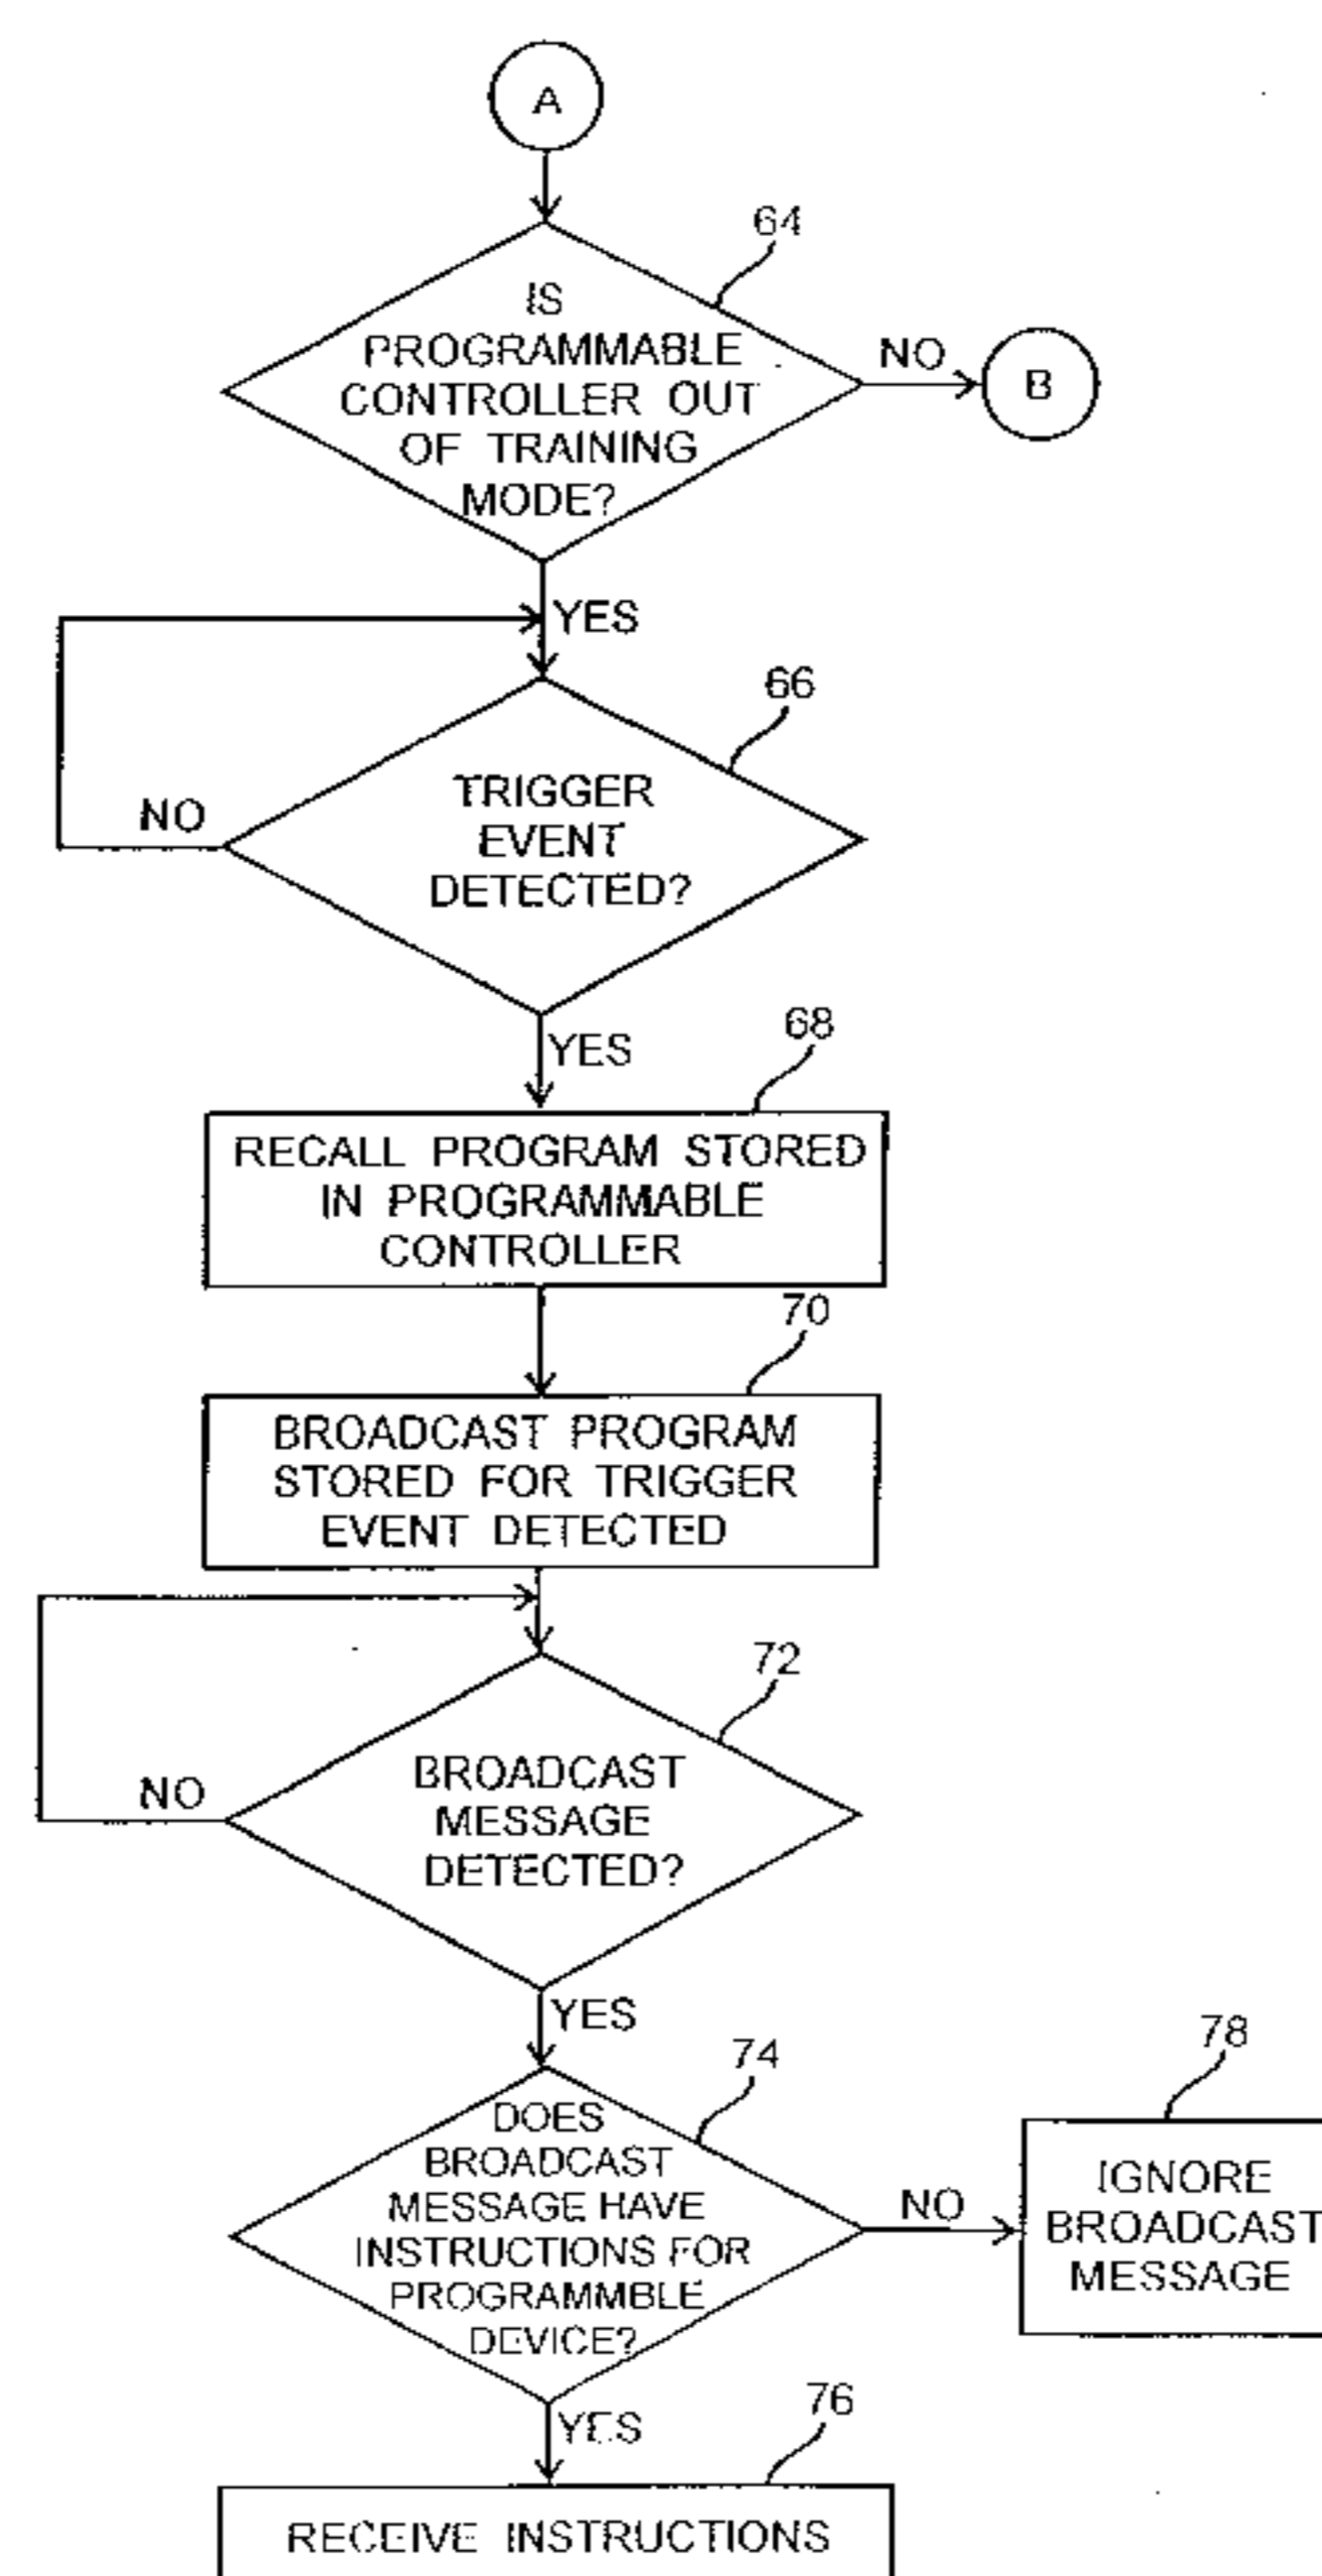 A
64
IS
PROGRAMMABLE
CONTROLLER OUT
OF TRAINING
MODE?
NO
B
YES
66
TRIGGER
EVENT
DETECTED?
NO
YES
68
RECALL PROGRAM STORED
IN PROGRAMMABLE
CONTROLLER
70
BROADCAST PROGRAM
STORED FOR TRIGGER
EVENT DETECTED
72
BROADCAST
MESSAGE
DETECTED?
NO
YES
74
DOES
BROADCAST
MESSAGE HAVE
INSTRUCTIONS FOR
PROGRAMMBLE
DEVICE?
NO
78
IGNORE
BROADCAST
MESSAGE
YES
76
RECEIVE INSTRUCTIONS